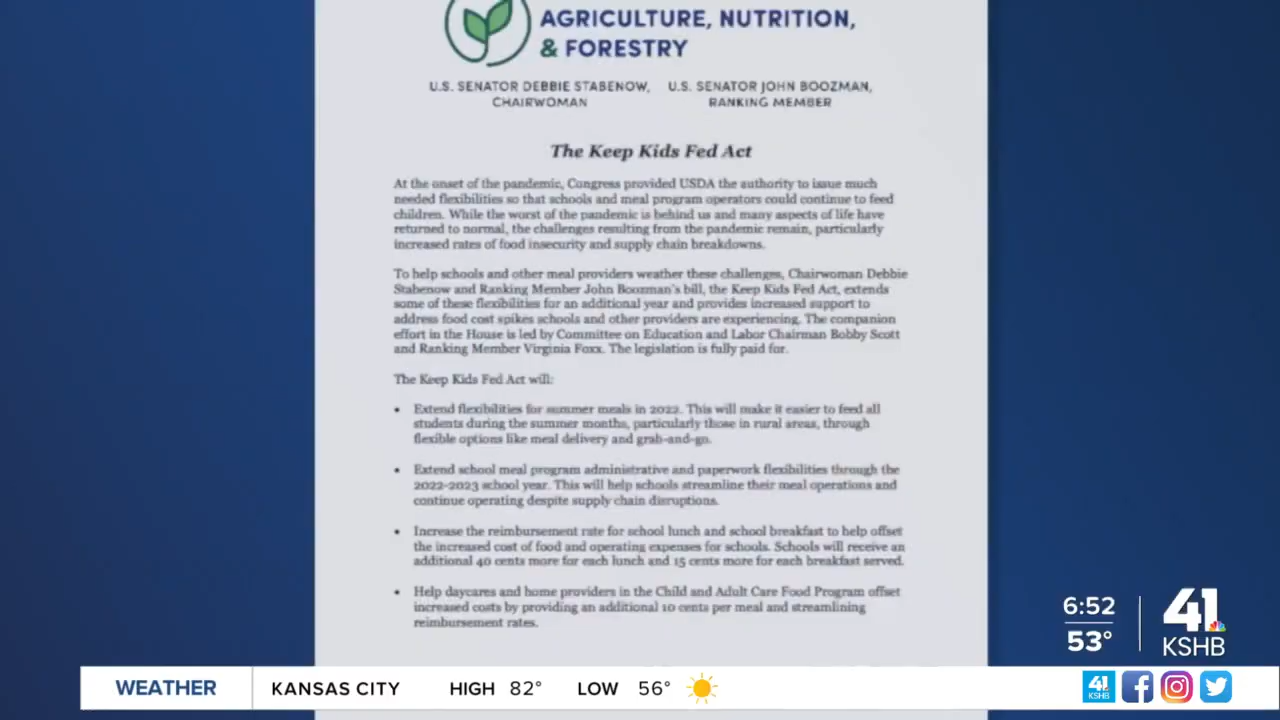 AGRICULTURE, NUTRITION,
& FORESTRY
U.S. SENATOR DEBBIE STABENOW,
CHAIRWOMAN
U.S. SENATOR JOHN BOOZMAN,
RANKING MEMBER
The Keep Kids Fed Act
At the onset of the pandemic, Congress provided USDA the authority to issue much
needed flexibilities so that schools and meal program operators could continue to feed
children. While the worst of the pandemic is behind us and many aspects of life have
returned to normal, the challenges resulting from the pandemic remain, particularly
increased rates of food insecurity and supply chain breakdowns.
To help schools and other meal providers weather these challenges, Chairwoman Debbie
Stabenow and Ranking Member John Boozman's bill, the Keep Kids Fed Act, extends
some of these flexibilities for an additional year and provides increased support to
address food cost spikes schools and other providers are experiencing. The companion
effort in the House is led by Committee on Education and Labor Chairman Bobby Scott
and Ranking Member Virginia Foxx. The legislation is fully paid for.
The Keep Kids Fed Act will:
• Extend flexibilities for summer meals in 2022. This will make it easier to feed all
students during the summer months, particularly those in rural areas, through
flexible options like meal delivery and grab-and-go.
• Extend school meal program administrative and paperwork flexibilities through the
2022-2023 school year. This will help schools streamline their meal operations and
continue operating despite supply chain disruptions.
• Increase the reimbursement rate for school lunch and school breakfast to help offset
the increased cost of food and operating expenses for schools. Schools will receive an
additional 40 cents more for each lunch and 15 cents more for each breakfast served.
• Help daycares and home providers in the Child and Adult Care Food Program offset
increased costs by providing an additional 10 cents per meal and streamlining
reimbursement rates.
6:52
53°
41
KSHB
WEATHER
KANSAS CITY HIGH 82° LOW 56°
41
KSHB